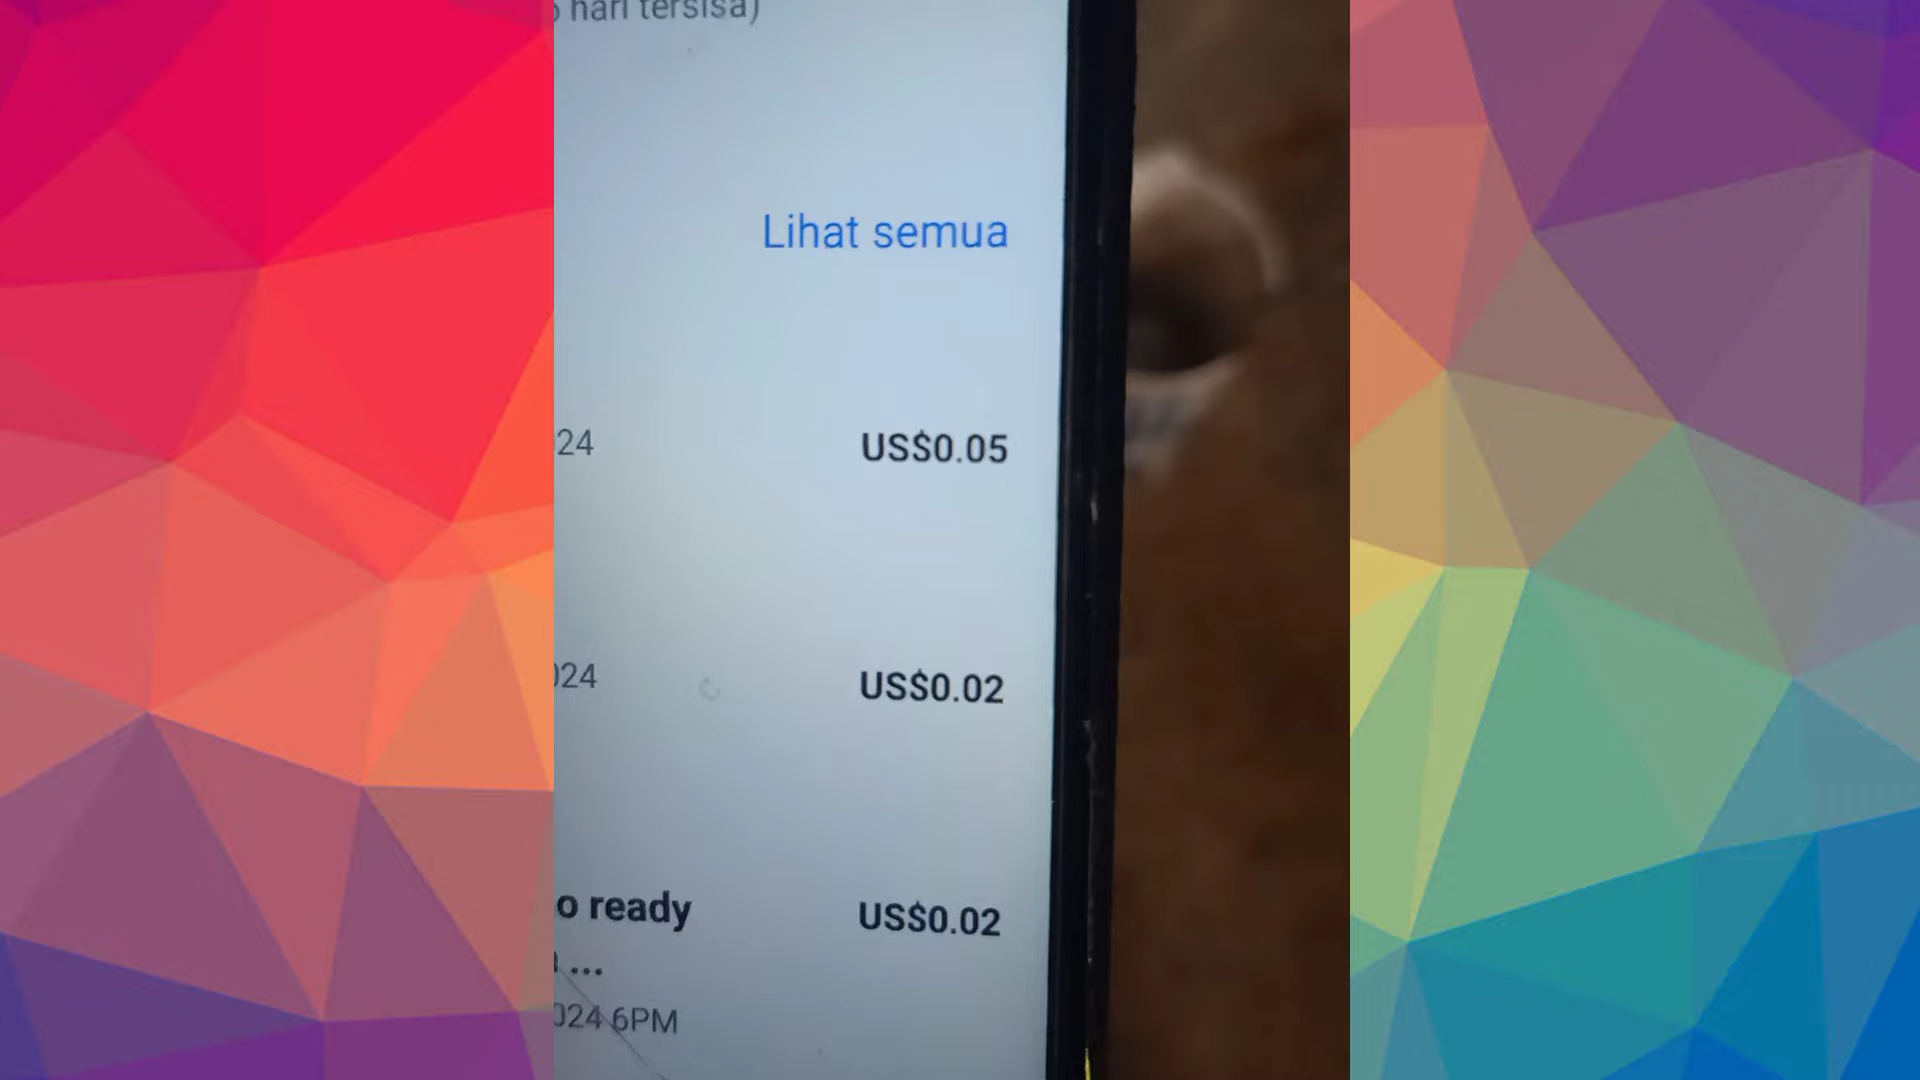 hari tersisa)
Lihat semua
24 US$0.05
024 US$0.02
o ready US$0.02
...
024 6PM